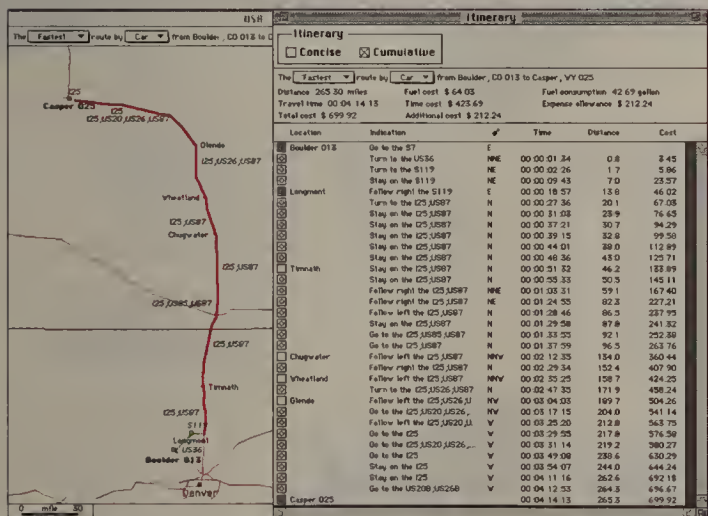 USA
The Fastest route by Car from Boulder, CO 013 to C
I25
Casper 025
I25
I25,US20,US26,US87
Glendo
I25,US26,US87
Wheatland
I25,US87
Chugwater
I25,US87
I25,US85,US87
I25,US87
Timnath
I25,US87
S11
Longmont
US36
Boulder 013
Denver
0 mile 30
Itinerary
Itinerary
Concise Cumulative
The Fastest route by Car from Boulder, CO 013 to Casper, WY 025
Distance 265.30 miles Fuel cost $ 64.03 Fuel consumption 42.69 gallon
Travel time 00:04:14:13 Time cost $ 423.69 Expense allowance $ 212.24
Total cost $ 699.92 Additional cost $ 212.24
Location Indication Time Distance Cost
Boulder 013 Go to the S7 E
Turn to the US36 NNE 00:00:01:34 0.8 3.45
Turn to the S119 NE 00:00:02:26 1.7 5.86
Stay on the S119 NE 00:00:09:43 7.0 23.57
Longmont Follow right the S119 E 00:00:18:57 13.8 46.02
Turn to the I25,US87 N 00:00:27:36 20.1 67.03
Stay on the I25,US87 N 00:00:31:03 23.9 76.65
Stay on the I25,US87 N 00:00:37:21 30.7 94.29
Stay on the I25,US87 N 00:00:39:15 32.8 99.58
Stay on the I25,US87 N 00:00:44:01 38.0 112.89
Stay on the I25,US87 N 00:00:48:36 43.0 125.71
Timnath Stay on the I25,US87 N 00:00:51:32 46.2 133.89
Stay on the I25,US87 N 00:00:55:33 50.5 145.11
Follow right the I25,US87 NNE 00:01:03:31 59.1 167.40
Follow right the I25,US87 NE 00:01:24:55 82.3 227.21
Go to the I25,US87 N 00:01:28:46 86.5 237.95
Stay on the I25,US87 N 00:01:29:58 87.8 241.32
Go to the I25,US85,US87 N 00:01:33:55 92.1 252.38
Go to the I25,US87 N 00:01:37:59 96.5 263.76
Chugwater Follow left the I25,US87 NNW 00:02:12:35 134.0 360.44
Follow right the I25,US87 N 00:02:29:34 152.4 407.90
Wheatland Follow left the I25,US87 NNW 00:02:35:25 158.7 424.25
Turn to the I25,US26,US87 N 00:02:47:35 171.9 458.24
Glendo Follow left the I25,US26,U NW 00:03:04:03 189.7 504.26
Go to the I25,US20,US26,... NW 00:03:17:15 204.0 541.14
Follow left the I25,US20,U W 00:03:25:20 212.8 563.75
Go to the I25 W 00:03:29:55 217.8 576.58
Go to the I25,US20,US26,... W 00:03:31:14 219.2 580.27
Go to the I25 W 00:03:49:08 238.6 630.29
Stay on the I25 W 00:03:54:07 244.0 644.24
Stay on the I25 W 00:04:11:16 262.6 692.18
Go to the US20B,US26B W 00:04:12:53 264.3 696.67
Casper 025 00:04:14:13 265.3 699.92